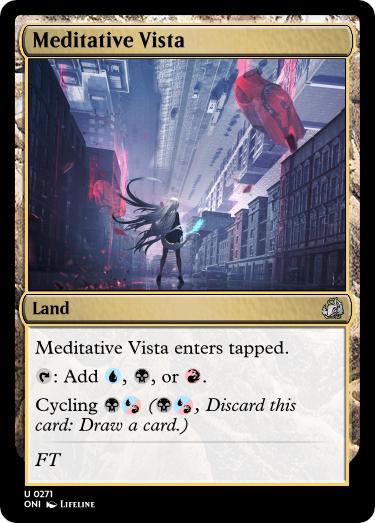 Meditative Vista
Land
Meditative Vista enters tapped.
: Add , , or .
Cycling (, Discard this
card: Draw a card.)
FT
U 0271
ONI Lifeline